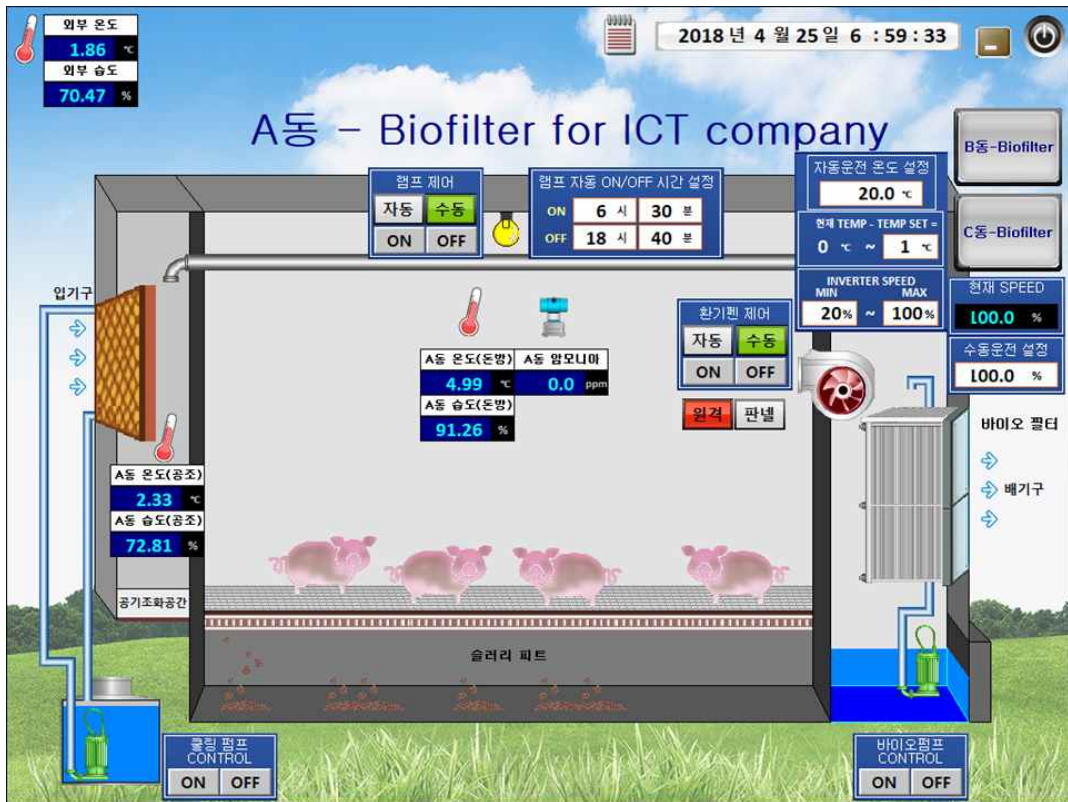 외부 온도
1.86 ℃
외부 습도
70.47 %
2018 년 4 월 25 일 6 : 59 : 33
A동 - Biofilter for ICT company
B동-Biofilter
C동-Biofilter
램프 제어
자동 수동
ON OFF
램프 자동 ON/OFF 시간 설정
ON 6 시 30 분
OFF 18 시 40 분
자동운전 온도 설정
20.0 ℃
현재 TEMP - TEMP SET =
0 ℃ ~ 1 ℃
INVERTER SPEED
MIN MAX
20% ~ 100%
현재 SPEED
100.0 %
수동운전 설정
100.0 %
입기구
환기펜 제어
자동 수동
ON OFF
원격 판넬
A동 온도(돈방) A동 암모니아
4.99 ℃ 0.0 ppm
A동 습도(돈방)
91.26 %
A동 온도(공조)
2.33 ℃
A동 습도(공조)
72.81 %
바이오 필터
배기구
공기조화공간
슬러리 피트
쿨링 펌프
CONTROL
ON OFF
바이오펌프
CONTROL
ON OFF